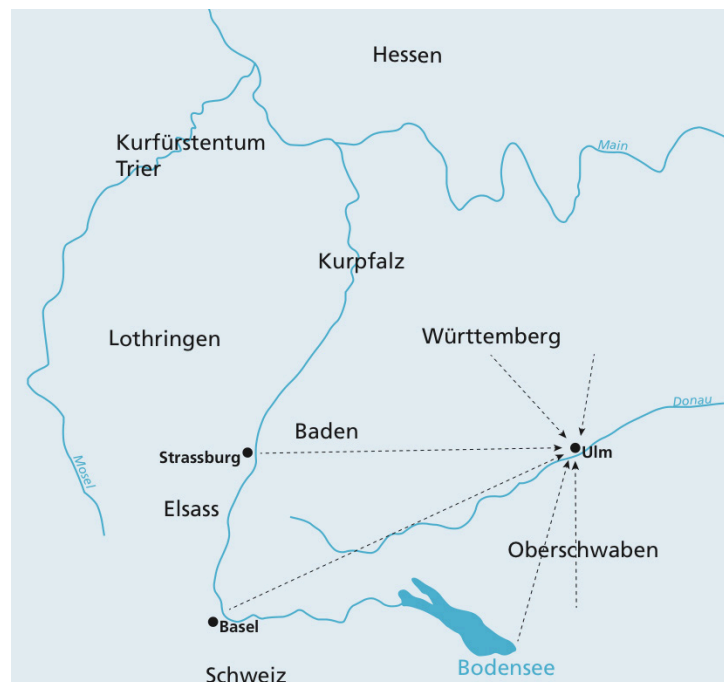 Hessen
Kurfürstentum
Trier
Main
Kurpfalz
Lothringen
Württemberg
Donau
Baden
Strassburg
Ulm
Mosel
Elsass
Oberschwaben
Basel
Bodensee
Schweiz